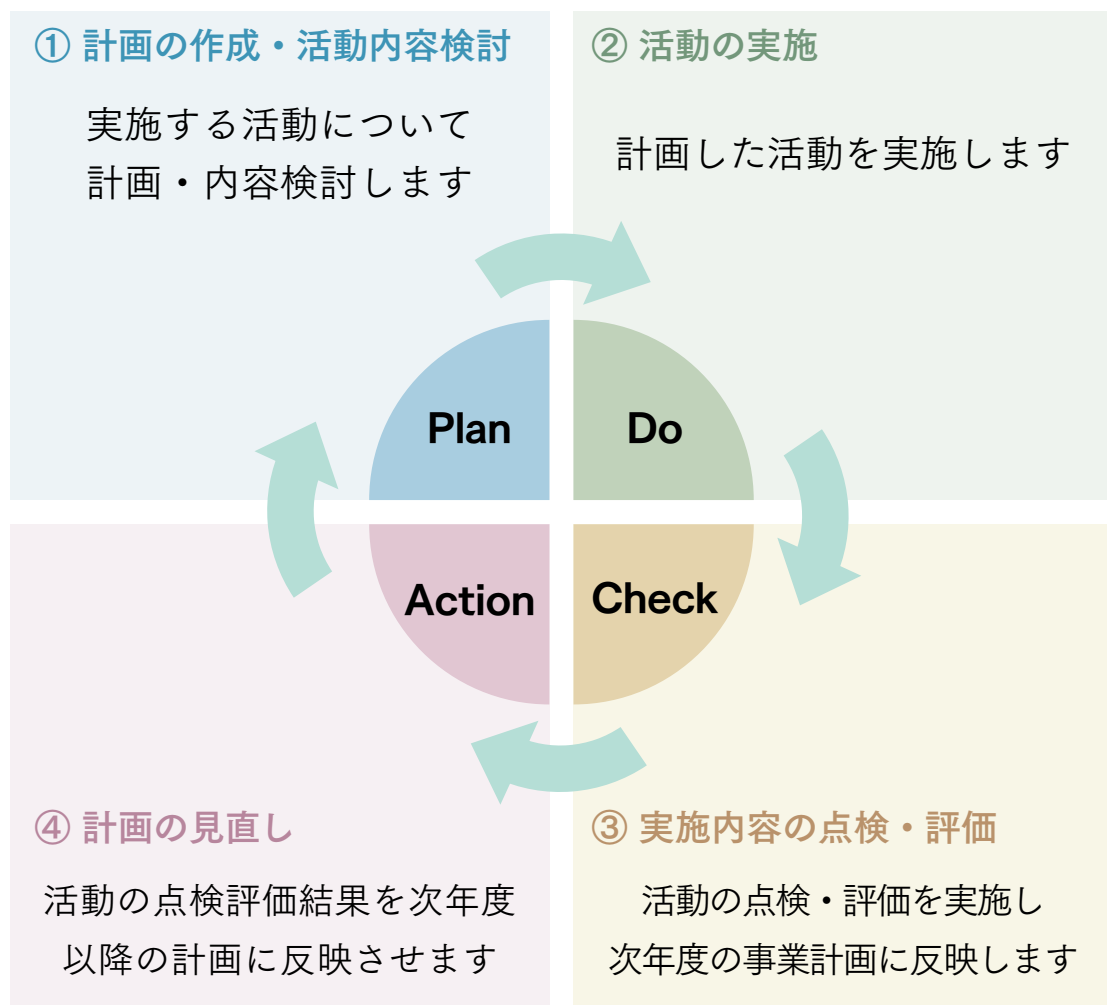 ① 計画の作成・活動内容検討
実施する活動について
計画・内容検討します
② 活動の実施
計画した活動を実施します
Plan
Do
Action
Check
④ 計画の見直し
活動の点検評価結果を次年度
以降の計画に反映させます
③ 実施内容の点検・評価
活動の点検・評価を実施し
次年度の事業計画に反映します